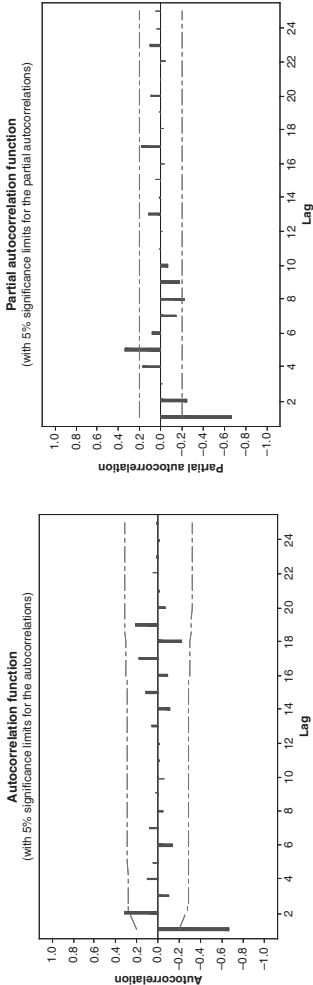 Autocorrelation function
(with 5% significance limits for the autocorrelations)
1.0
0.8
0.6
0.4
0.2
0.0
−0.2
−0.4
−0.6
−0.8
−1.0
Autocorrelation
2 4 6 8 10 12 14 16 18 20 22 24
Lag
Partial autocorrelation function
(with 5% significance limits for the partial autocorrelations)
1.0
0.8
0.6
0.4
0.2
0.0
−0.2
−0.4
−0.6
−0.8
−1.0
Partial autocorrelation
2 4 6 8 10 12 14 16 18 20 22 24
Lag